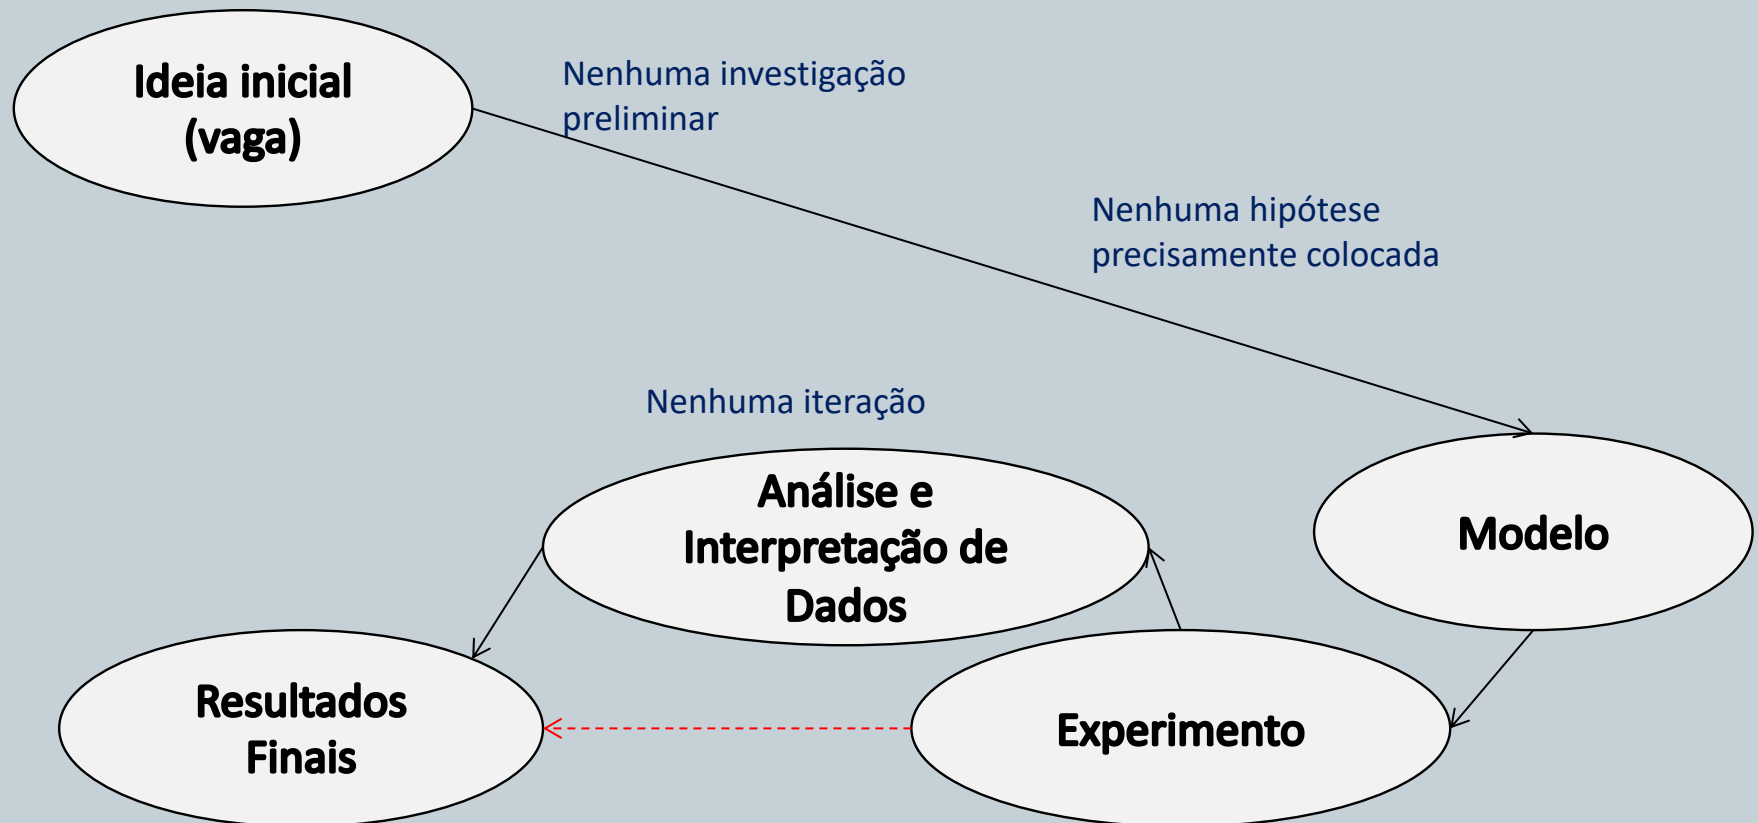 Ideia inicial
(vaga)
Nenhuma investigação
preliminar
Nenhuma hipótese
precisamente colocada
Nenhuma iteração
Análise e
Interpretação de
Dados
Modelo
Resultados
Finais
Experimento